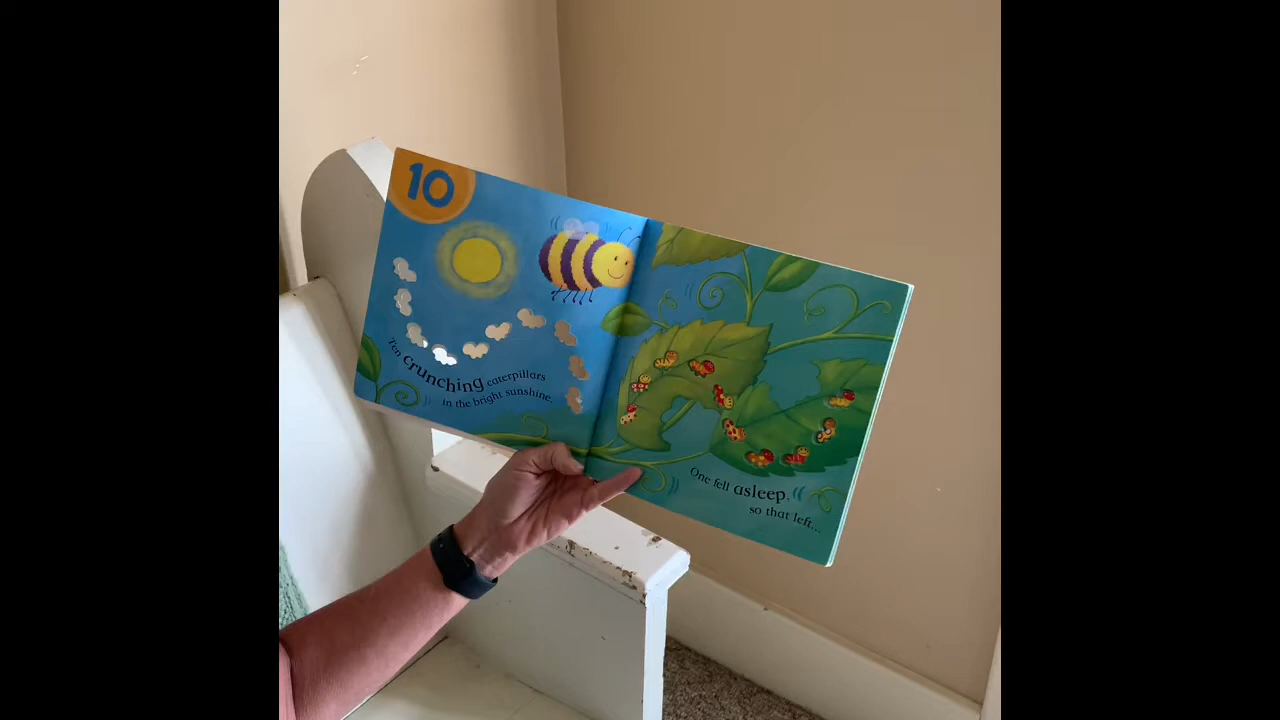 10
Ten crunching caterpillars
in the bright sunshine.
One fell asleep,
so that left...